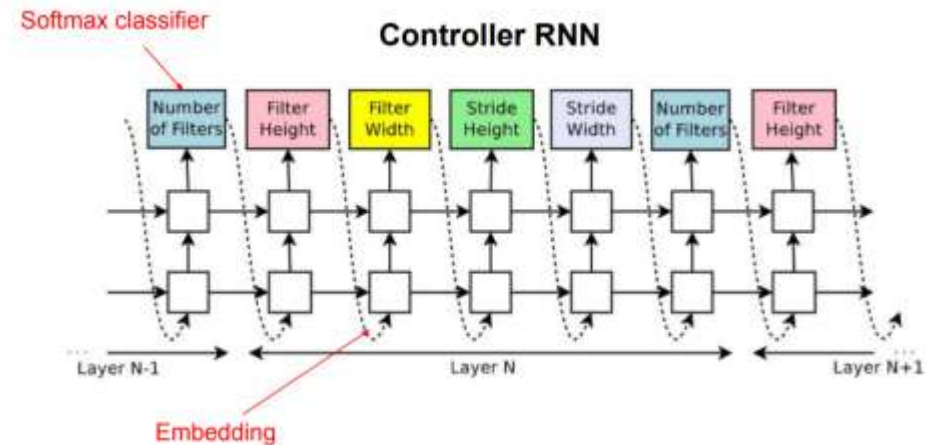 Softmax classifier
Controller RNN
Number
of Filters
Filter
Height
Filter
Width
Stride
Height
Stride
Width
Number
of Filters
Filter
Height
... ...
Layer N-1
Layer N
Layer N+1
Embedding